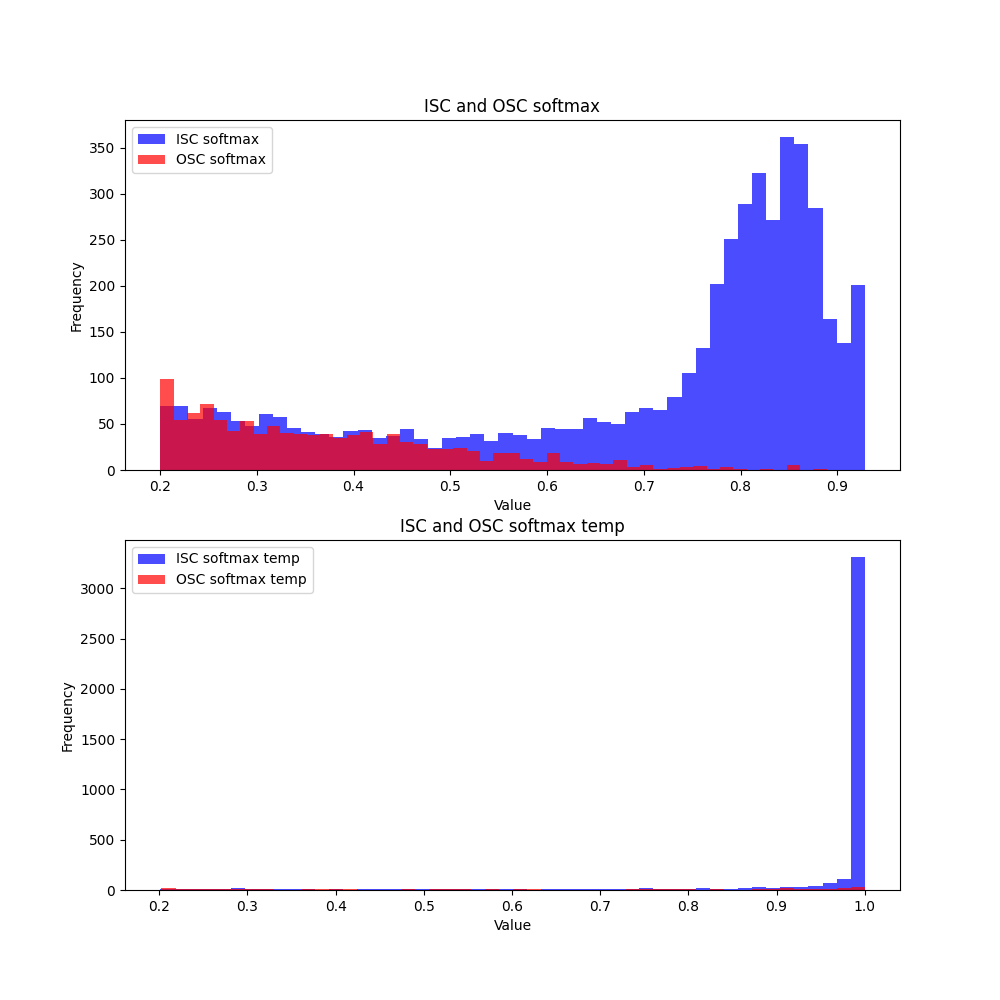 ISC and OSC softmax
ISC softmax
OSC softmax
350
300
250
200
150
100
50
0
Frequency
0.2 0.3 0.4 0.5 0.6 0.7 0.8 0.9
Value
ISC and OSC softmax temp
ISC softmax temp
OSC softmax temp
3000
2500
2000
1500
1000
500
0
Frequency
0.2 0.3 0.4 0.5 0.6 0.7 0.8 0.9 1.0
Value